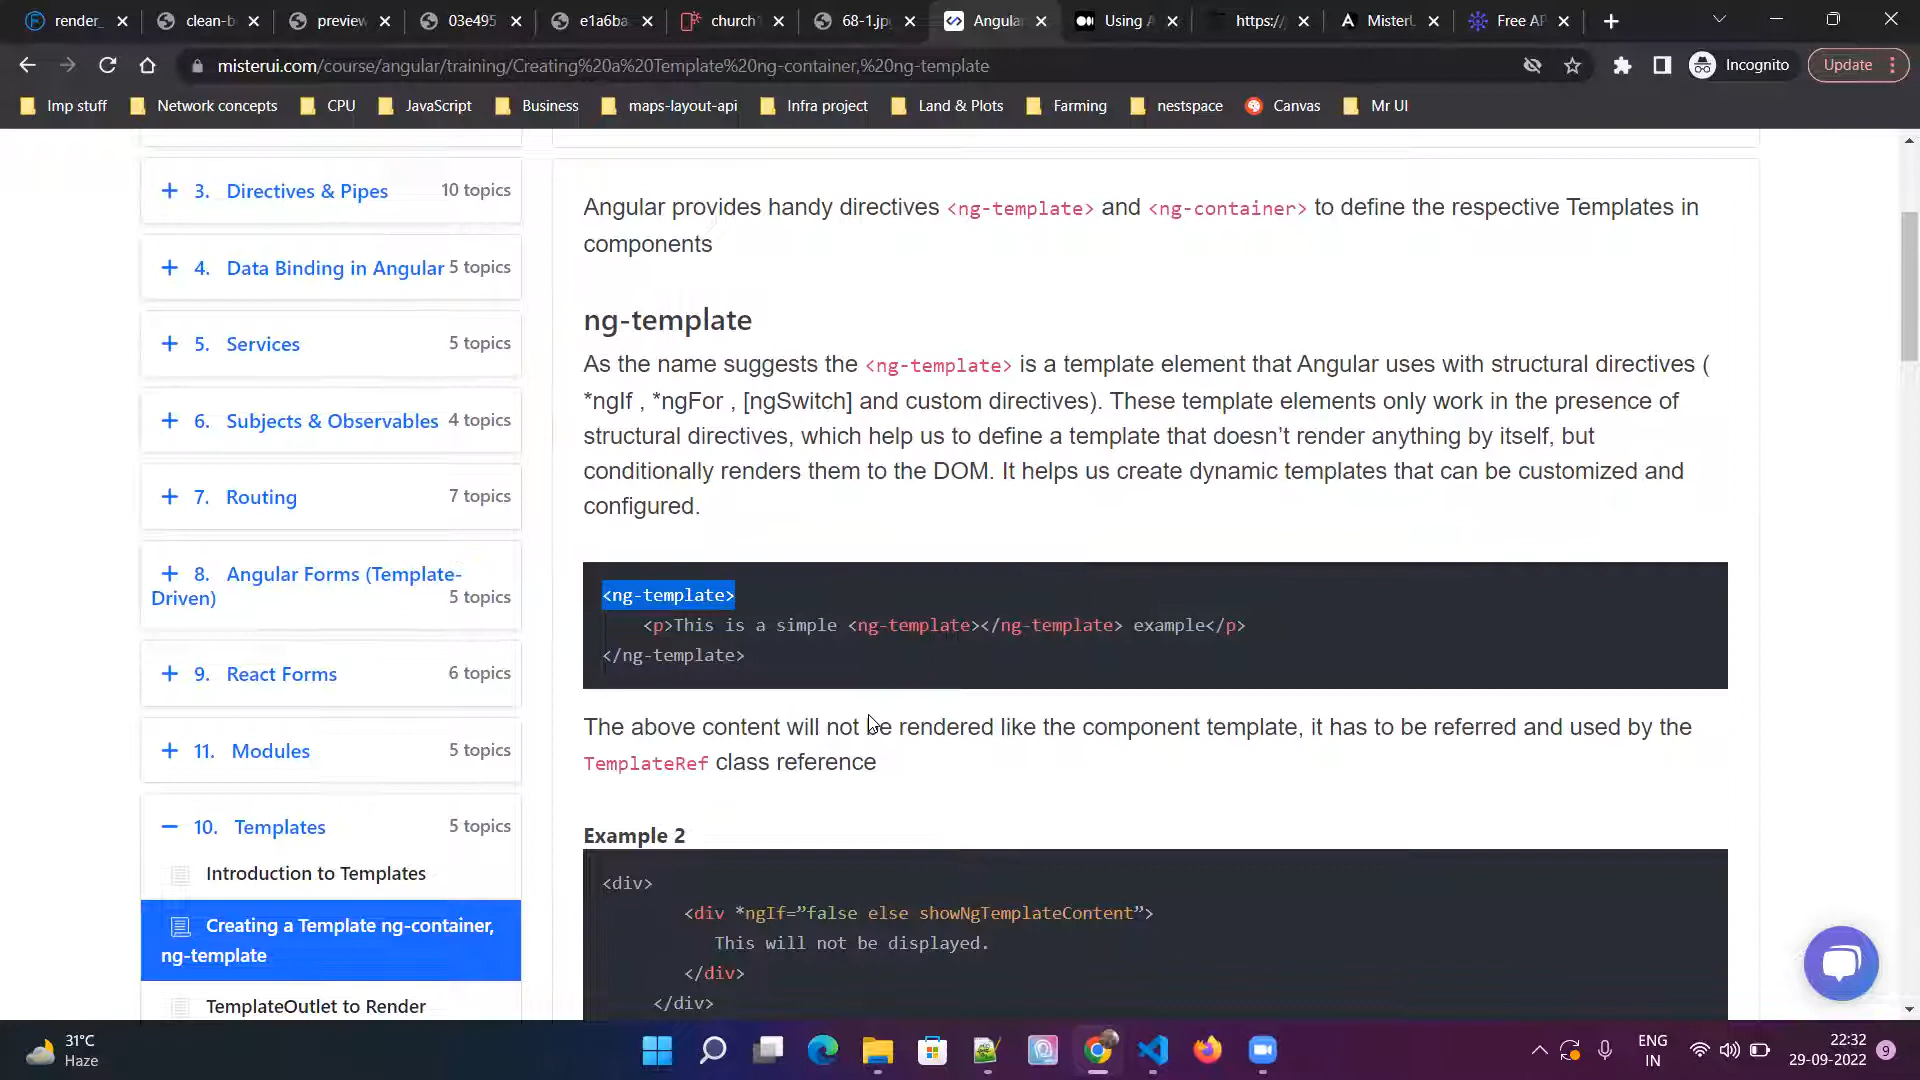 render_
clean-b
preview
03e495
e1a6ba
church
68-1.jp
Angular
Using A
https:/
MisterU
Free AP
misterui.com/course/angular/training/Creating%20a%20Template%20ng-container,%20ng-template
Incognito
Update
Imp stuff
Network concepts
CPU
JavaScript
Business
maps-layout-api
Infra project
Land & Plots
Farming
nestspace
Canvas
Mr UI
+ 3. Directives & Pipes 10 topics
+ 4. Data Binding in Angular 5 topics
+ 5. Services 5 topics
+ 6. Subjects & Observables 4 topics
+ 7. Routing 7 topics
+ 8. Angular Forms (Template-
Driven) 5 topics
+ 9. React Forms 6 topics
+ 11. Modules 5 topics
− 10. Templates 5 topics
Introduction to Templates
Creating a Template ng-container,
ng-template
TemplateOutlet to Render
Angular provides handy directives <ng-template> and <ng-container> to define the respective Templates in
components
ng-template
As the name suggests the <ng-template> is a template element that Angular uses with structural directives (
*ngIf , *ngFor , [ngSwitch] and custom directives). These template elements only work in the presence of
structural directives, which help us to define a template that doesn’t render anything by itself, but
conditionally renders them to the DOM. It helps us create dynamic templates that can be customized and
configured.
<ng-template>
<p>This is a simple <ng-template></ng-template> example</p>
</ng-template>
The above content will not be rendered like the component template, it has to be referred and used by the
TemplateRef class reference
Example 2
<div>
<div *ngIf=”false else showNgTemplateContent”>
This will not be displayed.
</div>
</div>
31°C
Haze
ENG
IN
22:32
29-09-2022
9